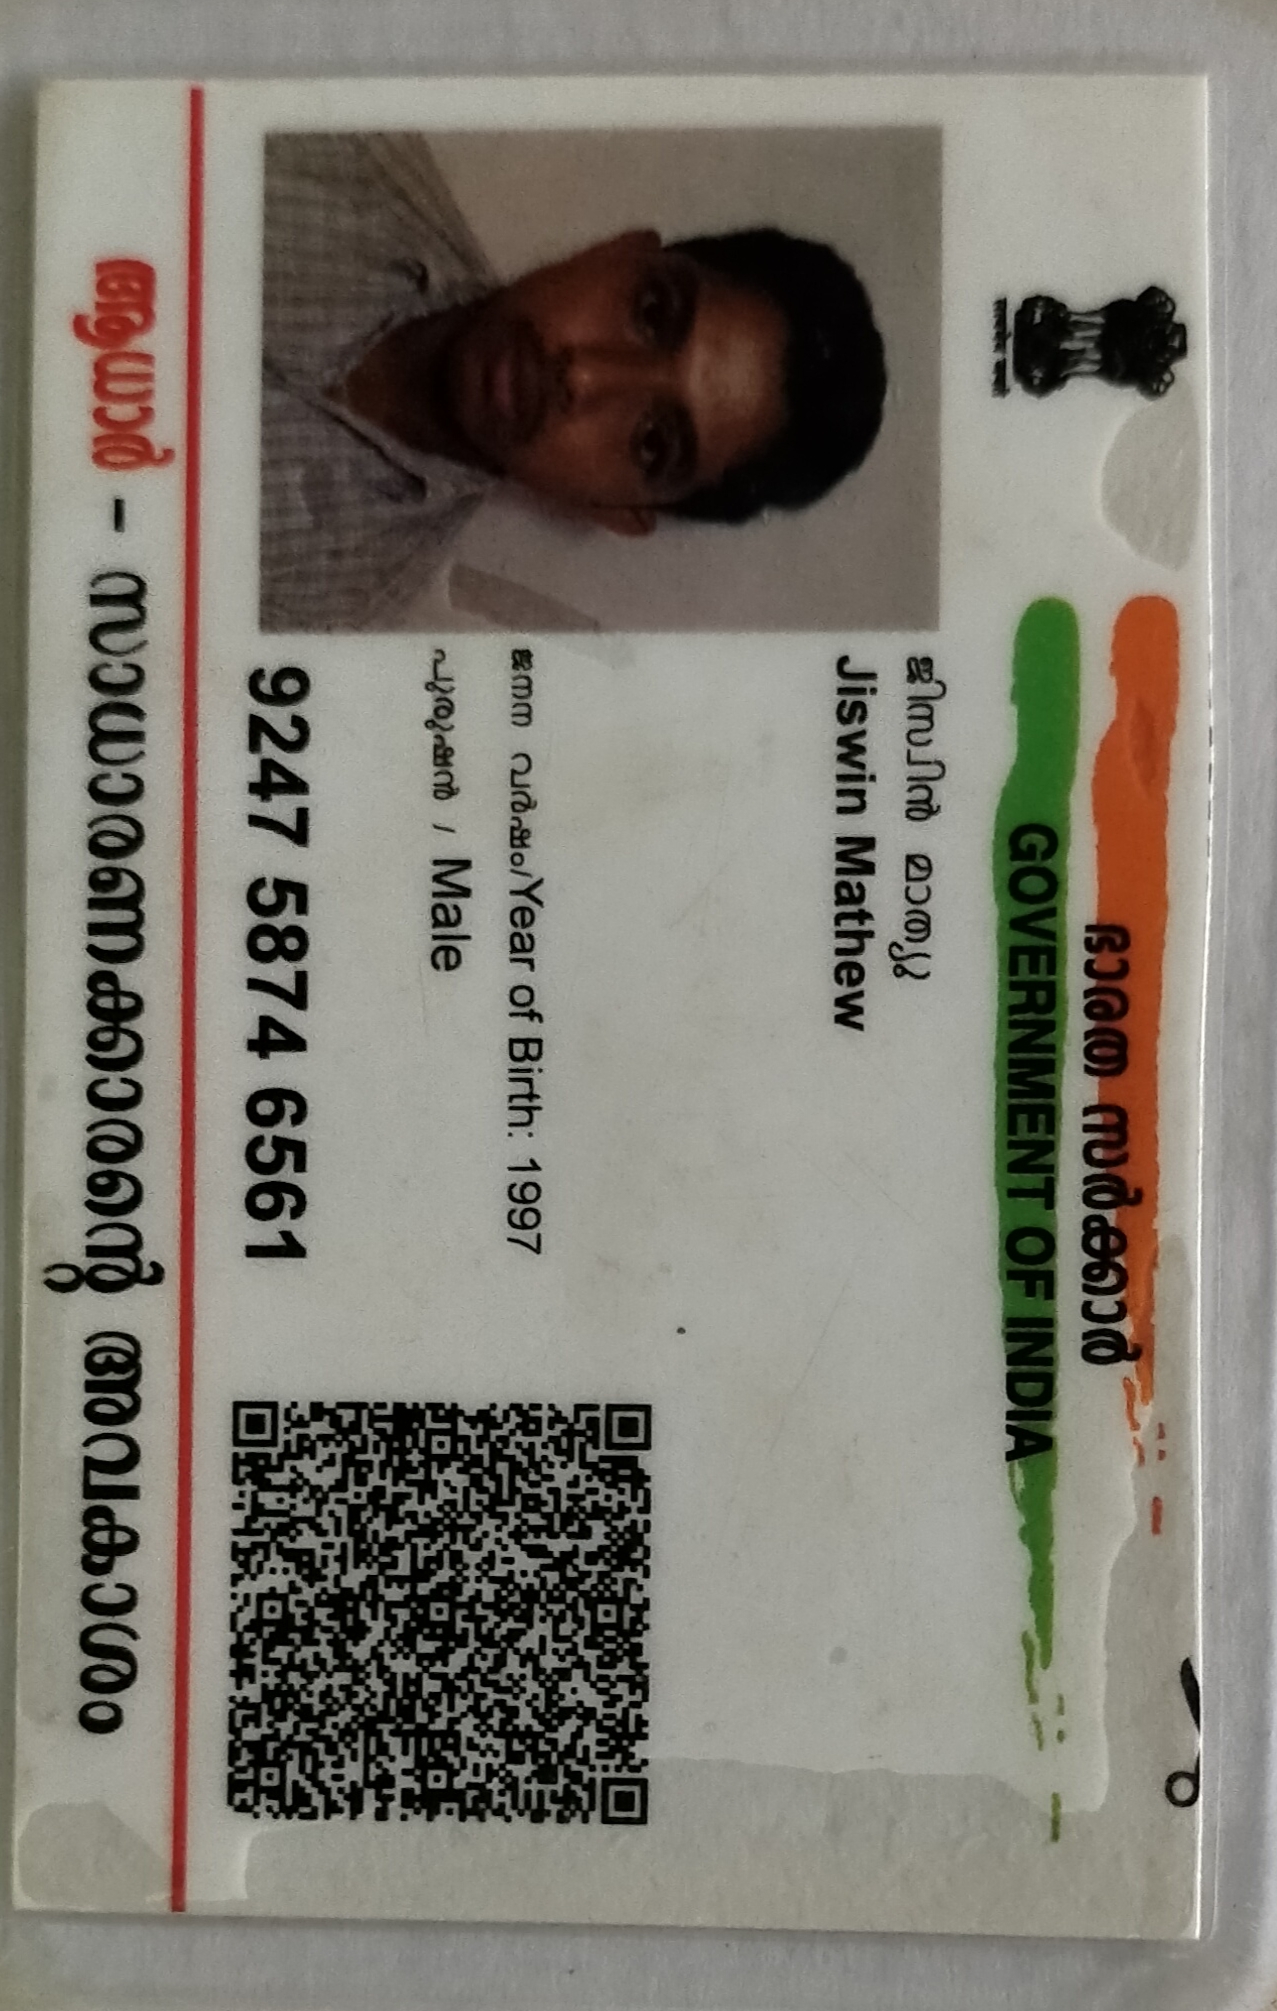 ഭാരത സർക്കാർ
GOVERNMENT OF INDIA
ജിസ്വിൻ മാത്യു
Jiswin Mathew
ജനന വർഷം/Year of Birth: 1997
പുരുഷൻ / Male
9247 5874 6561
ആധാർ - സാധാരണക്കാരന്റെ അവകാശം